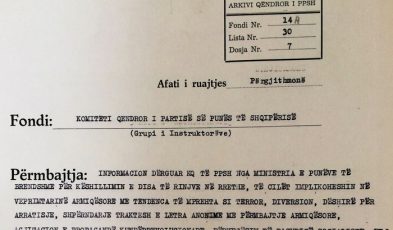 ARKIVI QENDROR I PPSH
Fondi Nr. 14
Lista Nr. 30
Dosja Nr. 7
Afati i ruajtjes Përgjithmonë
Fondi: KOMITETI QENDROR I PARTISË SË PUNËS TË SHQIPËRISË
(Grupi i Instruktorëve)
Përmbajtja: INFORMACION DËRGUAR KQ TË PPSH NGA MINISTRIA E PUNËVE TË
BRENDSHME PËR KËSHILLIMIN E DISA TË RINJVE NË RRETHE, TË CILËT IMPLIKOHESHIN NË
VEPRIMTARINË ARMIQËSORE ME TENDENCA TË MPREHTA SI TERROR, DIVERSION, DËSHIRË PËR
ARRATISJE, SHPËRNDARJE TRAKTESH E LETRA ANONIME ME PËRMBAJTJE ARMIQËSORE,